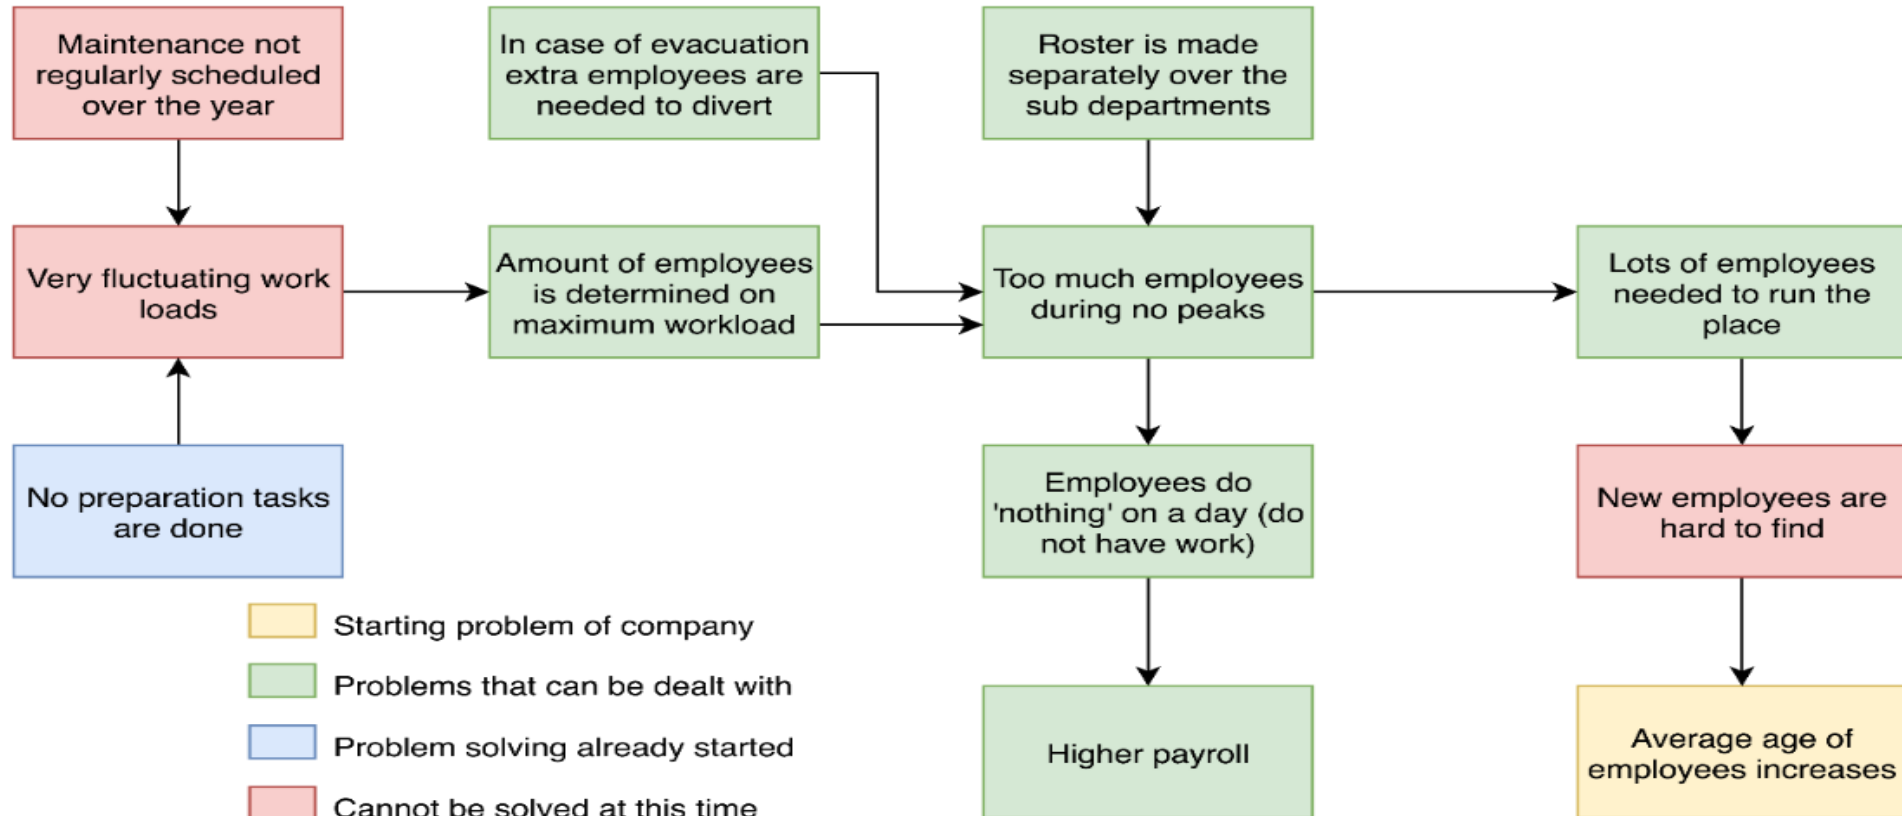 Maintenance not
regularly scheduled
over the year
In case of evacuation
extra employees are
needed to divert
Roster is made
separately over the
sub departments
Very fluctuating work
loads
Amount of employees
is determined on
maximum workload
Too much employees
during no peaks
Lots of employees
needed to run the
place
No preparation tasks
are done
Employees do
'nothing' on a day (do
not have work)
New employees are
hard to find
Starting problem of company
Problems that can be dealt with
Problem solving already started
Cannot be solved at this time
Higher payroll
Average age of
employees increases